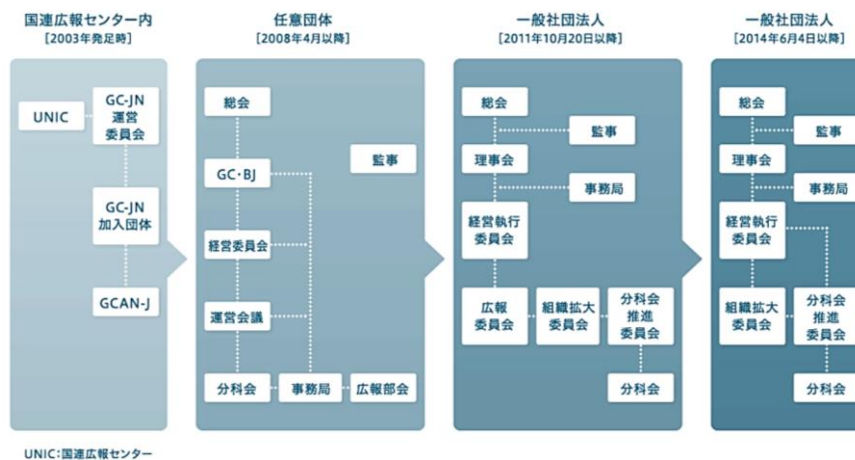 国連広報センター内
[2003年発足時]
UNIC
GC-JN
運営
委員会
GC-JN
加入団体
GCAN-J
任意団体
[2008年4月以降]
総会
監事
GC・BJ
経営委員会
運営会議
分科会
事務局
広報部会
一般社団法人
[2011年10月20日以降]
総会
監事
理事会
事務局
経営執行
委員会
広報
委員会
組織拡大
委員会
分科会
推進
委員会
分科会
一般社団法人
[2014年6月4日以降]
総会
監事
理事会
事務局
経営執行
委員会
組織拡大
委員会
分科会
推進
委員会
分科会
UNIC:国連広報センター